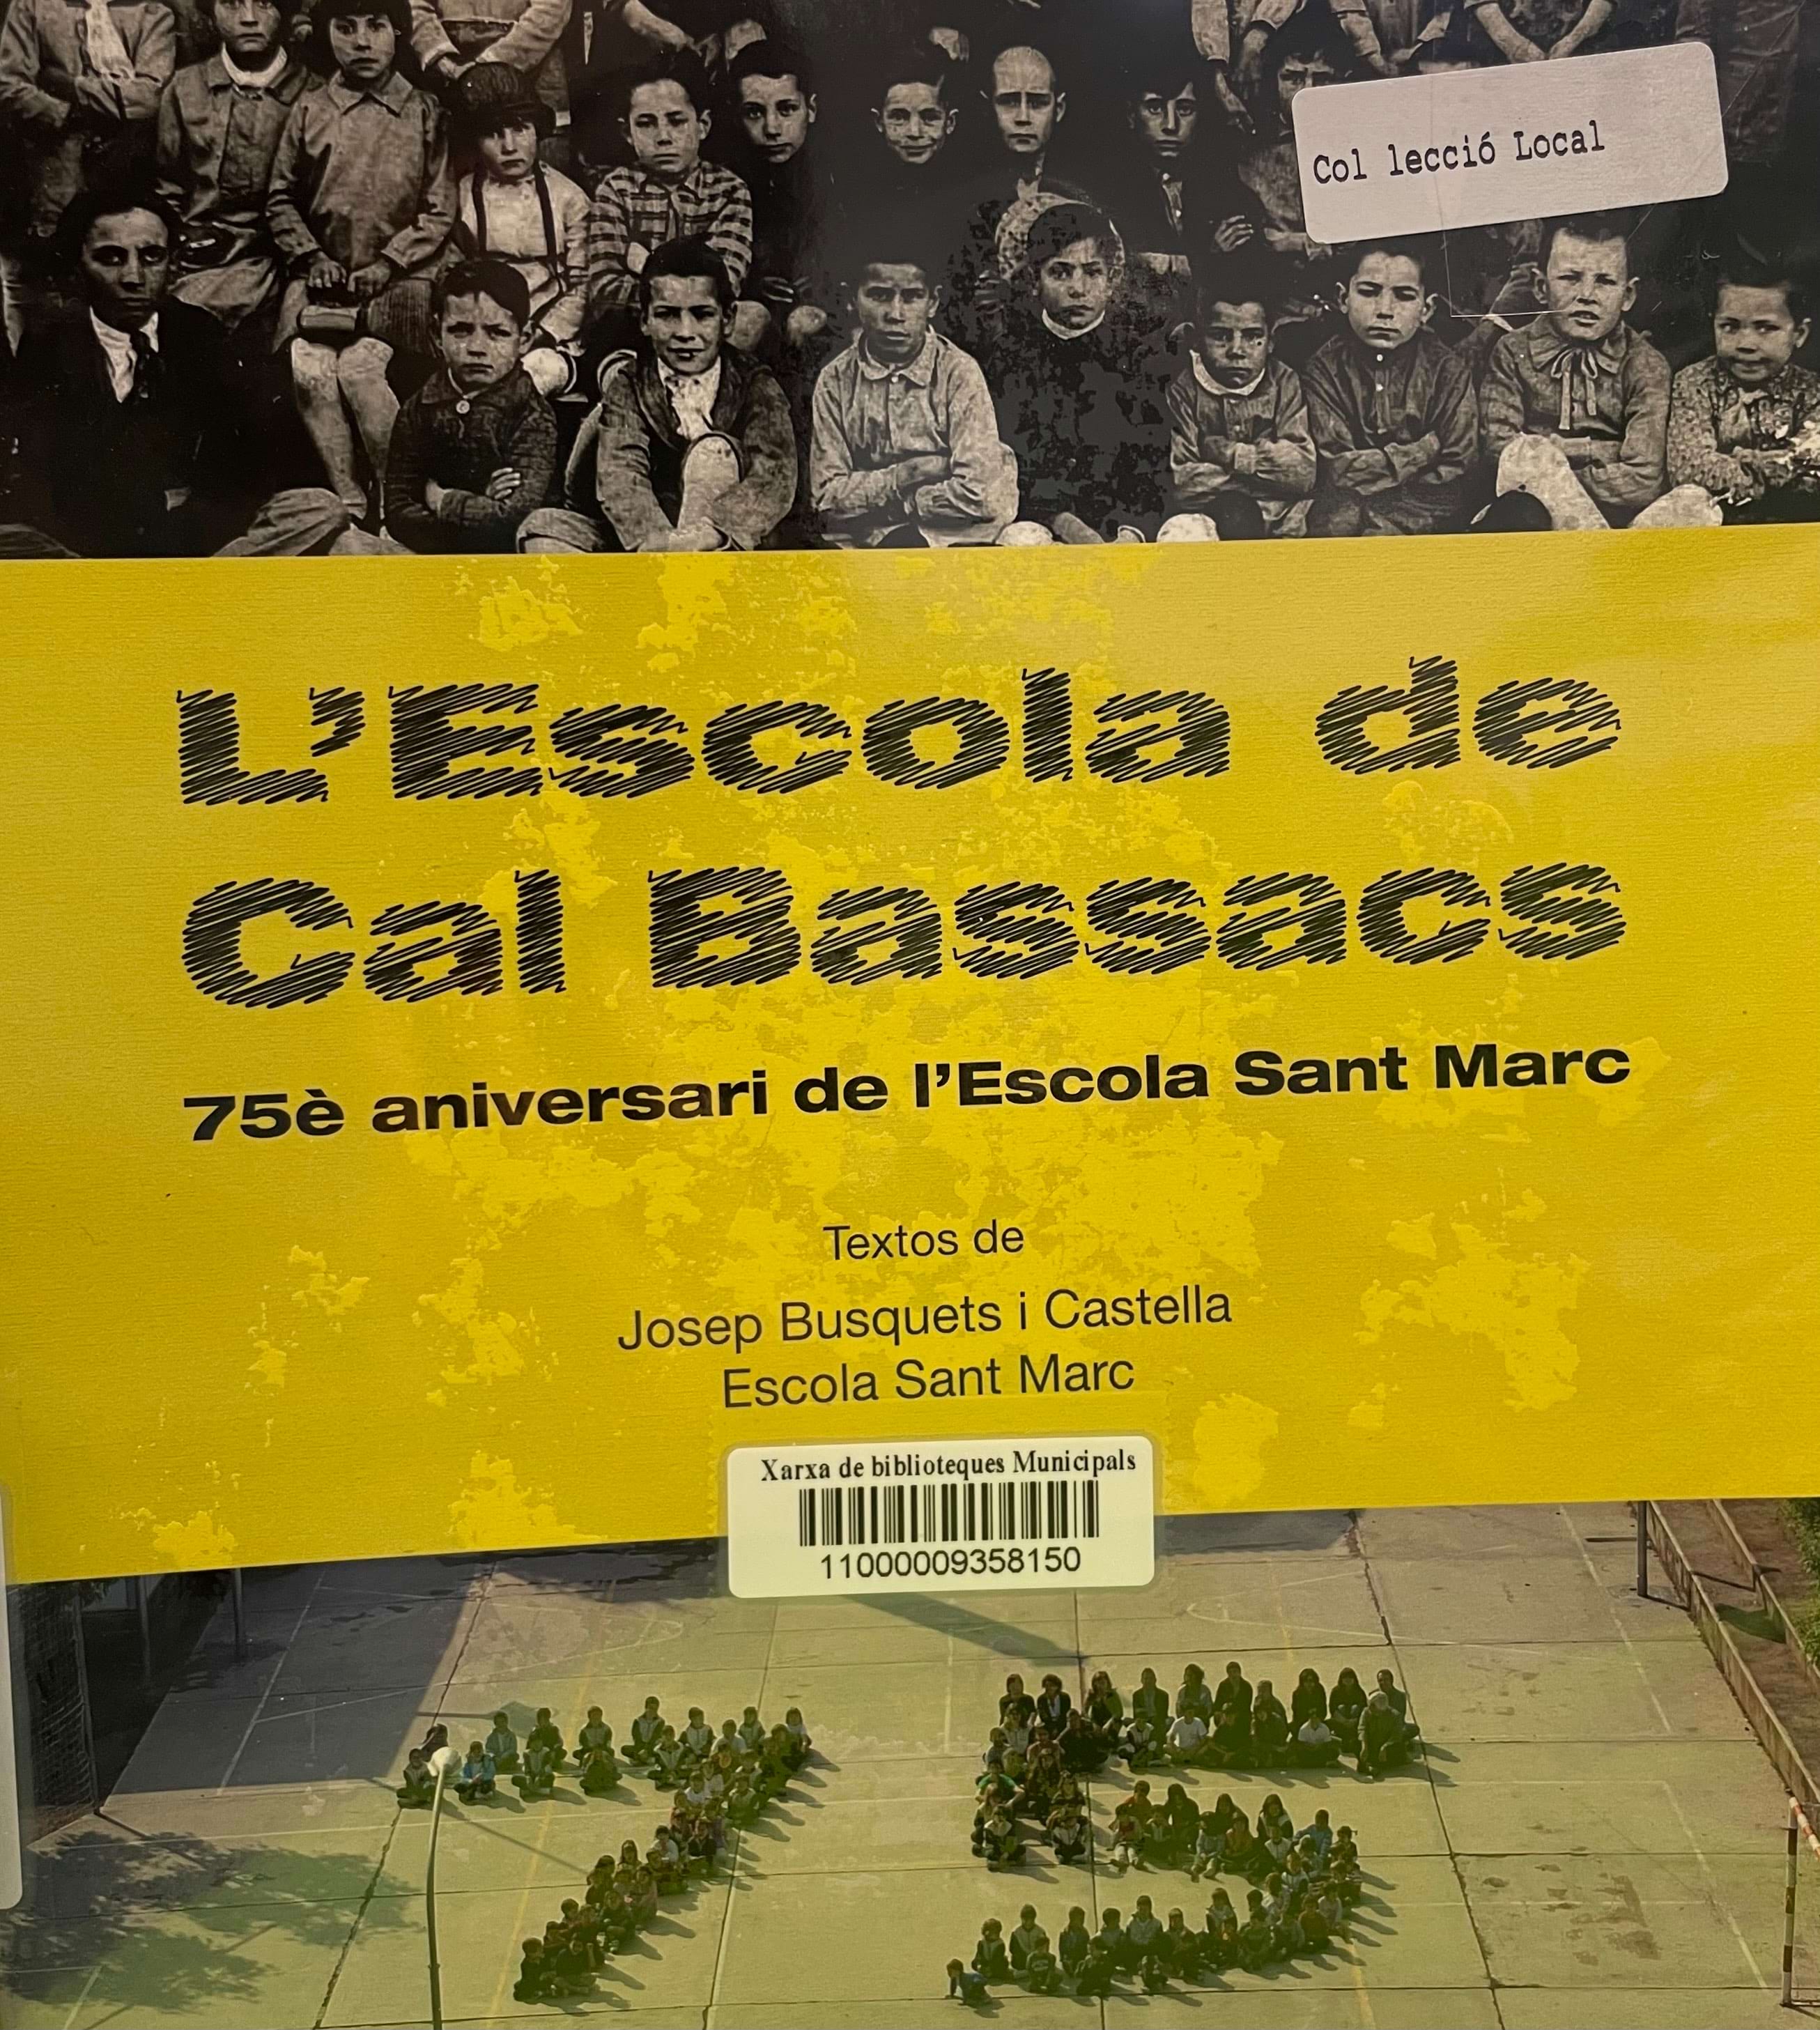 Col lecció Local
L'Escola de
Cal Bassacs
75è aniversari de l'Escola Sant Marc
Textos de
Josep Busquets i Castella
Escola Sant Marc
Xarxa de biblioteques Municipals
11000009358150
75